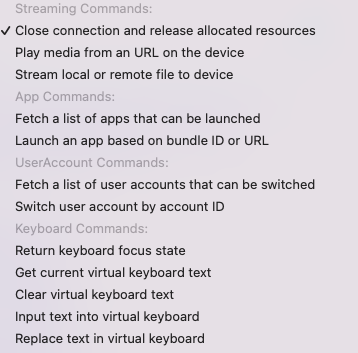 Streaming Commands:
✓ Close connection and release allocated resources
Play media from an URL on the device
Stream local or remote file to device
App Commands:
Fetch a list of apps that can be launched
Launch an app based on bundle ID or URL
UserAccount Commands:
Fetch a list of user accounts that can be switched
Switch user account by account ID
Keyboard Commands:
Return keyboard focus state
Get current virtual keyboard text
Clear virtual keyboard text
Input text into virtual keyboard
Replace text in virtual keyboard